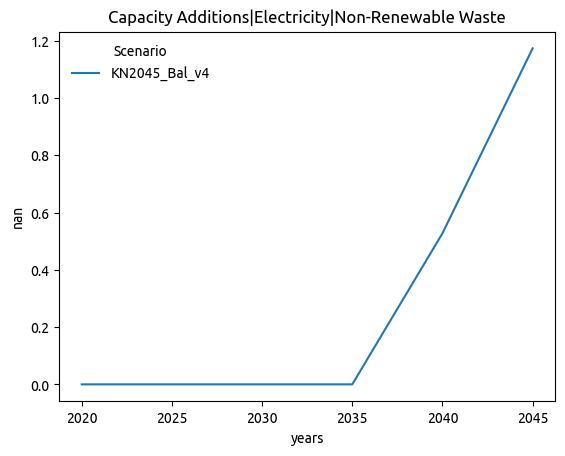 Capacity Additions|Electricity|Non-Renewable Waste
Scenario
KN2045_Bal_v4
1.2
1.0
0.8
0.6
0.4
0.2
0.0
nan
2020 2025 2030 2035 2040 2045
years